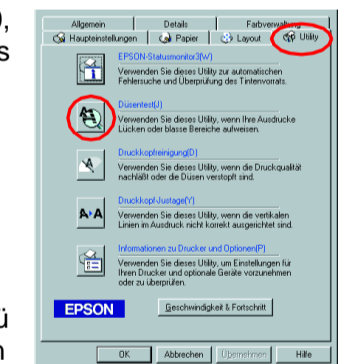 ),
s
Allgemein Details Farbverwaltung
Haupteinstellungen Papier Layout Utility
EPSON-Statusmonitor3(W)
Verwenden Sie dieses Utility zur automatischen
Fehlersuche und Überprüfung des Tintenvorrats.
Düsentest(J)
Verwenden Sie dieses Utility, wenn Ihre Ausdrucke
Lücken oder blasse Bereiche aufweisen.
Druckkopfreinigung(D)
Verwenden Sie dieses Utility, wenn die Druckqualität
nachläßt oder die Düsen verstopft sind.
Druckkopf-Justage(Y)
Verwenden Sie dieses Utility, wenn die vertikalen
Linien im Ausdruck nicht korrekt ausgerichtet sind.
Informationen zu Drucker und Optionen(P)
Verwenden Sie dieses Utility, um Einstellungen für
Ihren Drucker und optionale Geräte vorzunehmen
oder zu überprüfen.
ü
EPSON Geschwindigkeit & Fortschritt
n
OK Abbrechen Übernehmen Hilfe